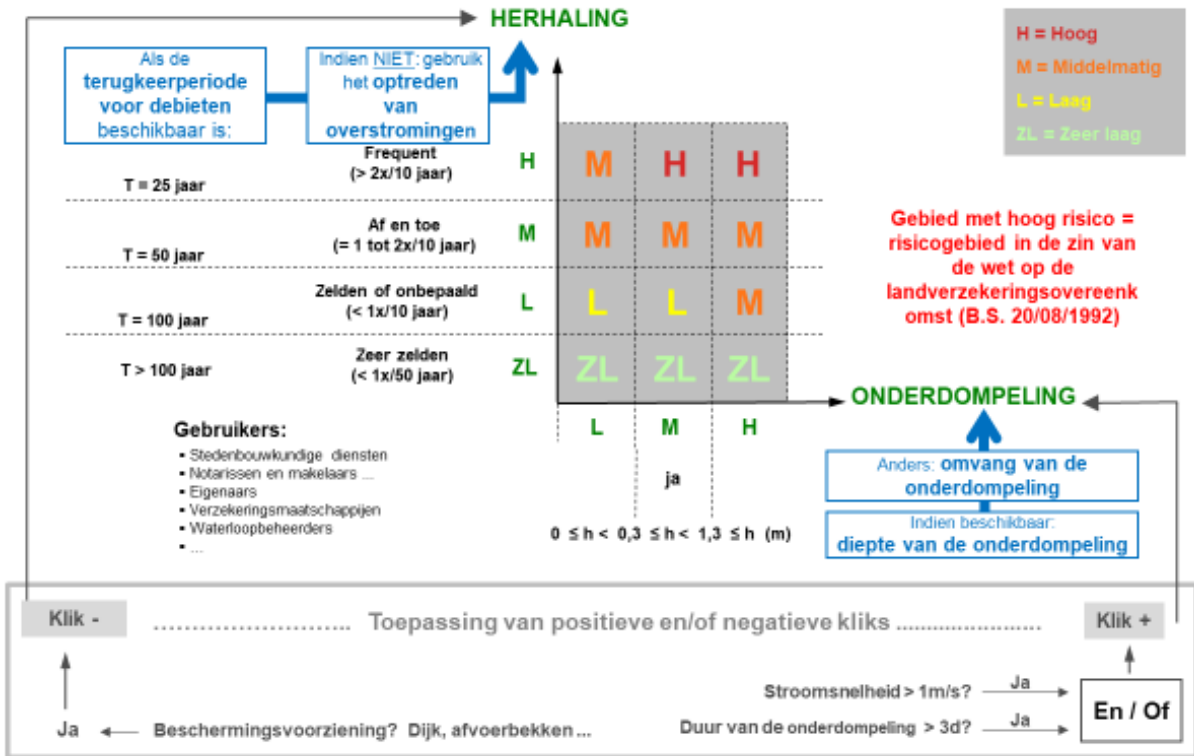 HERHALING
Als de
terugkeerperiode
voor debieten
beschikbaar is:
Indien NIET: gebruik
het optreden
van
overstromingen
H = Hoog
M = Middelmatig
L = Laag
ZL = Zeer laag
Frequent
(> 2x/10 jaar)
H
M H H
T = 25 jaar
Af en toe
(= 1 tot 2x/10 jaar)
M
M M M
T = 50 jaar
Zelden of onbepaald
(< 1x/10 jaar)
L
L L M
T = 100 jaar
Zeer zelden
(< 1x/50 jaar)
ZL
ZL ZL ZL
T > 100 jaar
Gebied met hoog risico =
risicogebied in de zin van
de wet op de
landverzekeringsovereenk
omst (B.S. 20/08/1992)
ONDERDOMPELING
L M H
ja
0 ≤ h < 0,3 ≤ h < 1,3 ≤ h (m)
Gebruikers:
▪ Stedenbouwkundige diensten
▪ Notarissen en makelaars ...
▪ Eigenaars
▪ Verzekeringsmaatschappijen
▪ Waterloopbeheerders
▪ ...
Anders: omvang van de
onderdompeling
Indien beschikbaar:
diepte van de onderdompeling
Klik - ........................... Toepassing van positieve en/of negatieve kliks ........................ Klik +
Stroomsnelheid > 1m/s? Ja
Ja Beschermingsvoorziening? Dijk, afvoerbekken ...
Duur van de onderdompeling > 3d? Ja
En / Of